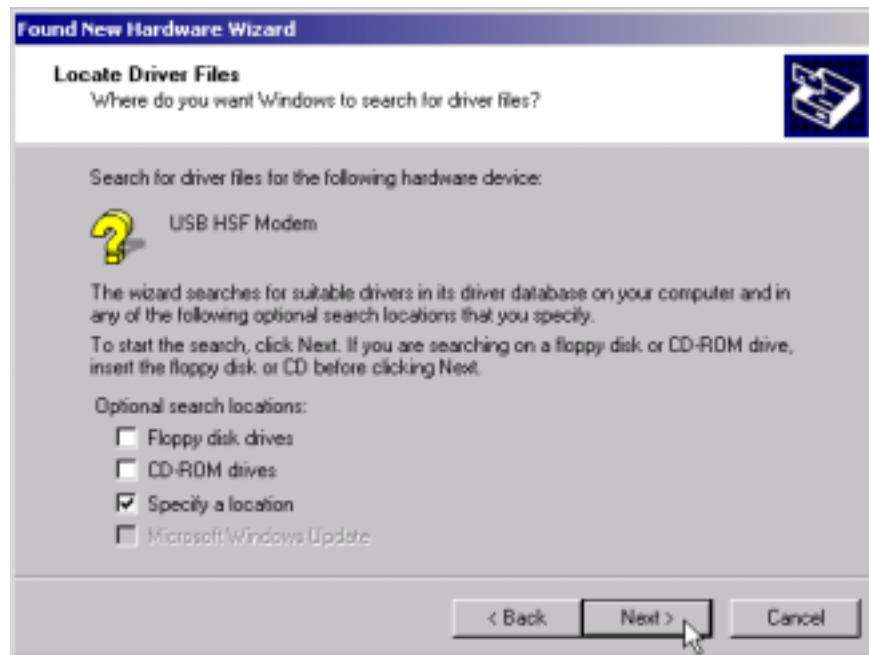 Found New Hardware Wizard
Locate Driver Files
Where do you want Windows to search for driver files?
Search for driver files for the following hardware device:
USB HSF Modem
The wizard searches for suitable drivers in its driver database on your computer and in
any of the following optional search locations that you specify.
To start the search, click Next. If you are searching on a floppy disk or CD-ROM drive,
insert the floppy disk or CD before clicking Next.
Optional search locations:
Floppy disk drives
CD-ROM drives
Specify a location
Microsoft Windows Update
< Back Next > Cancel